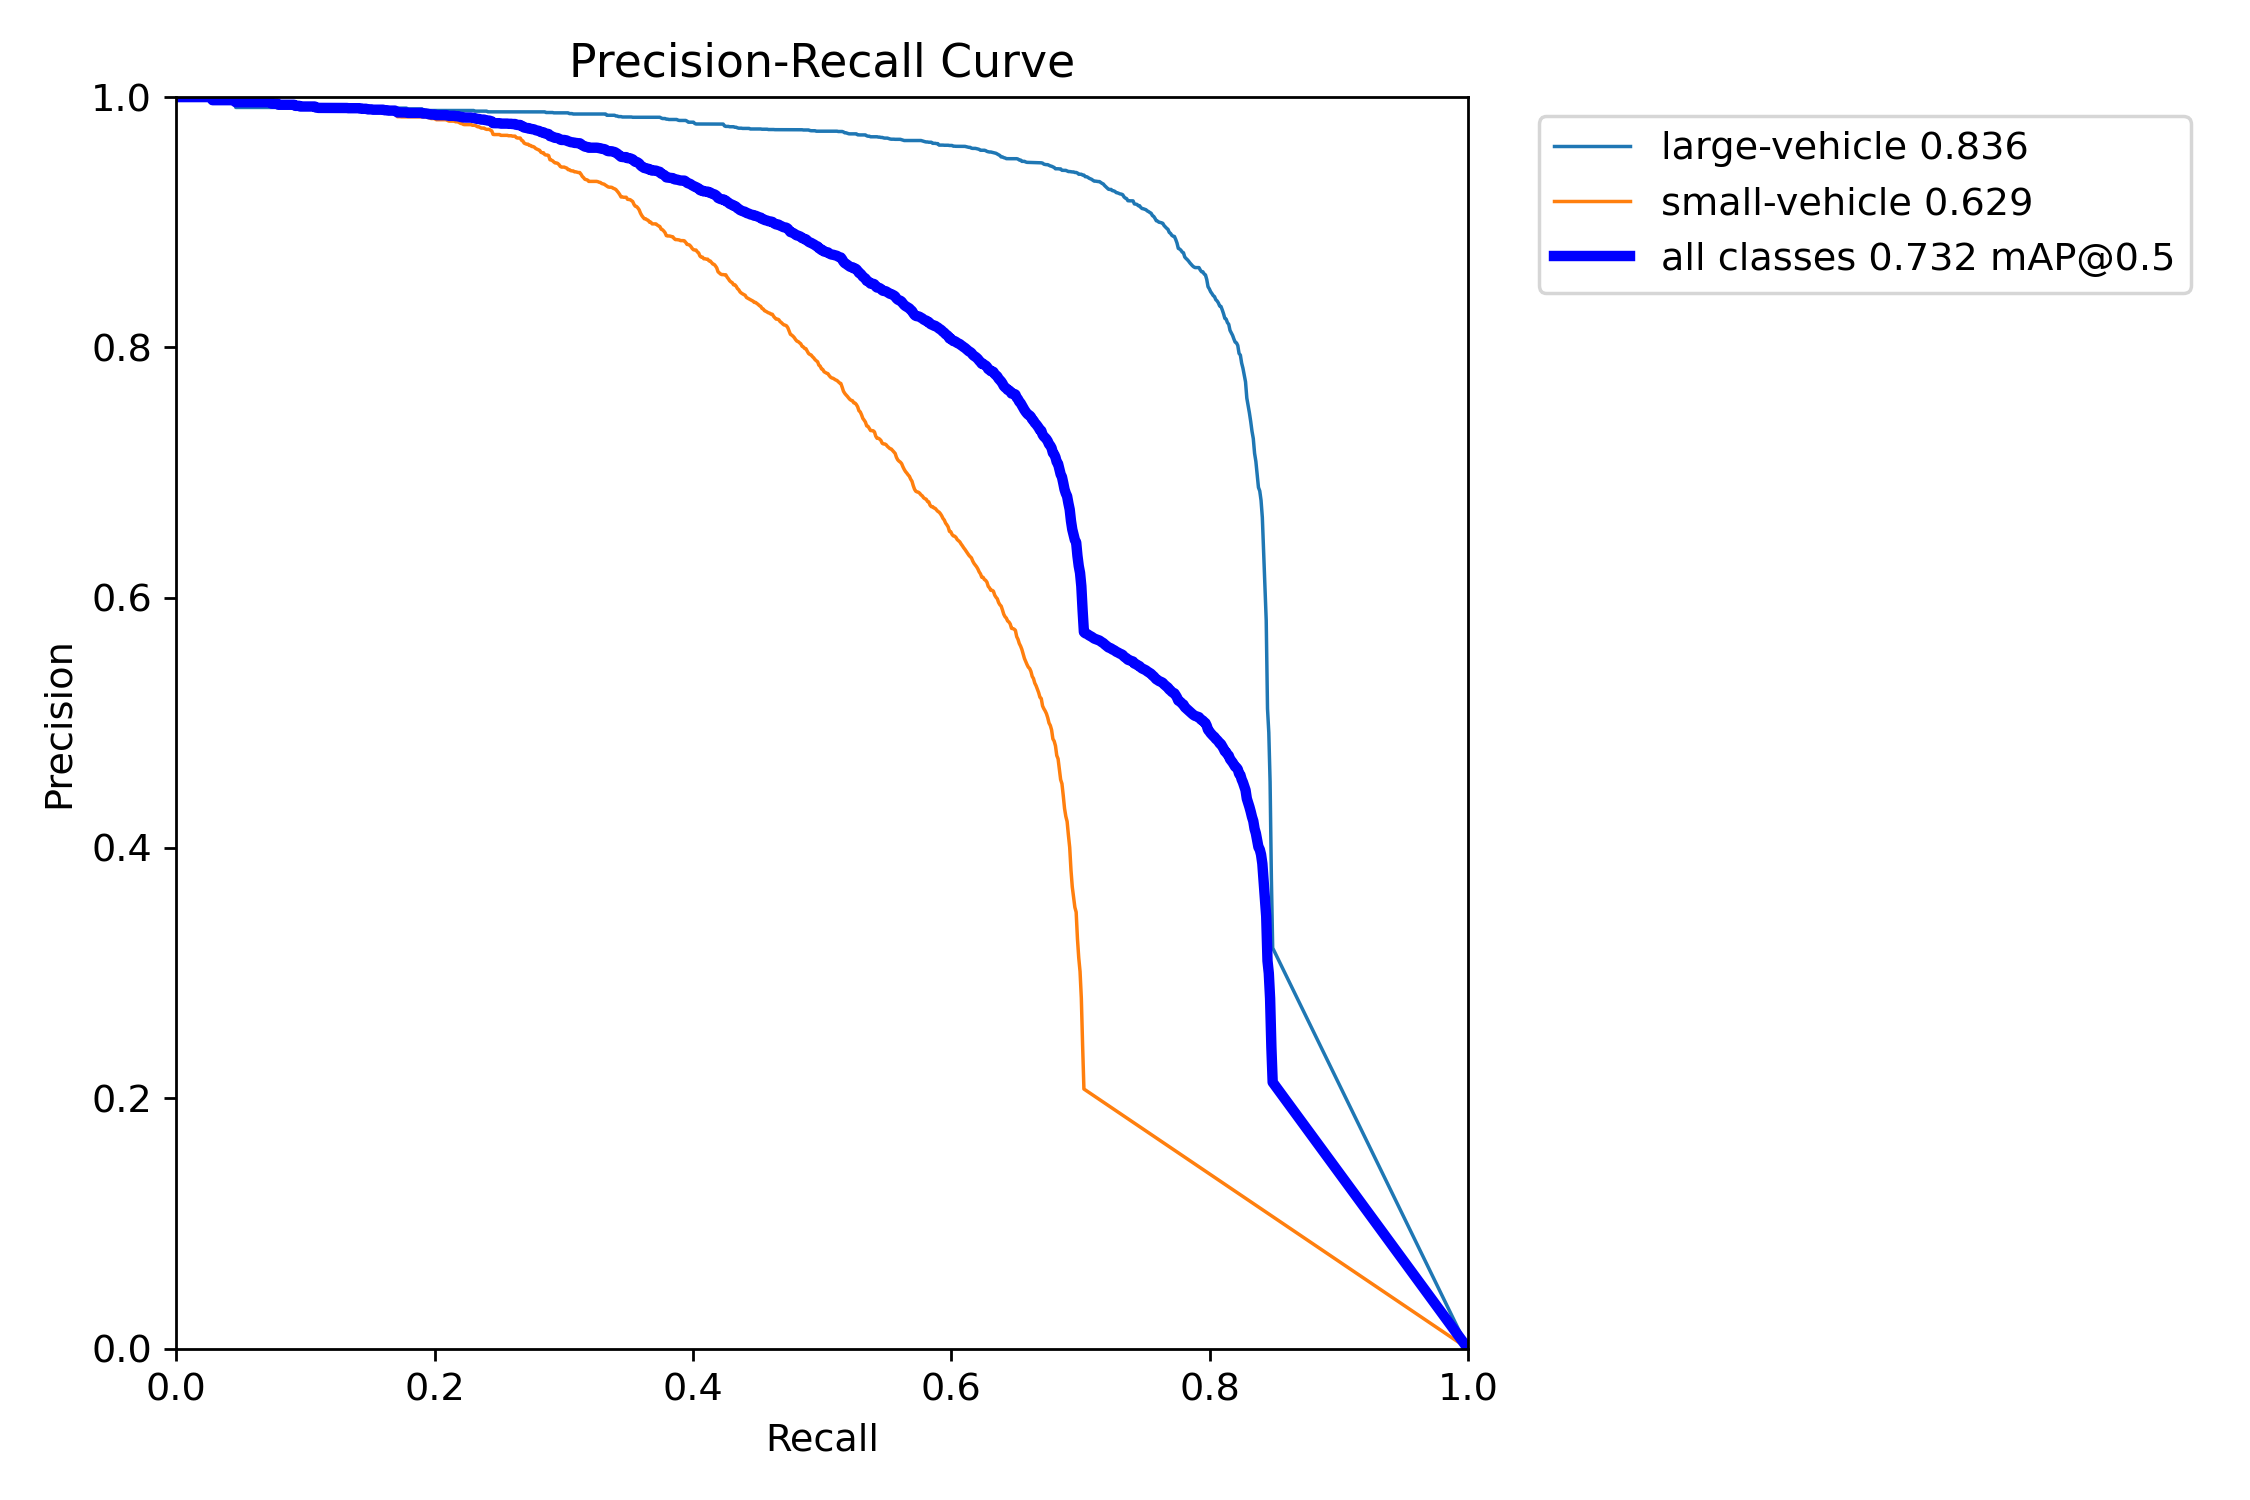 Precision-Recall Curve
1.0
0.8
0.6
0.4
0.2
0.0
Precision
0.0 0.2 0.4 0.6 0.8 1.0
Recall
large-vehicle 0.836
small-vehicle 0.629
all classes 0.732 mAP@0.5